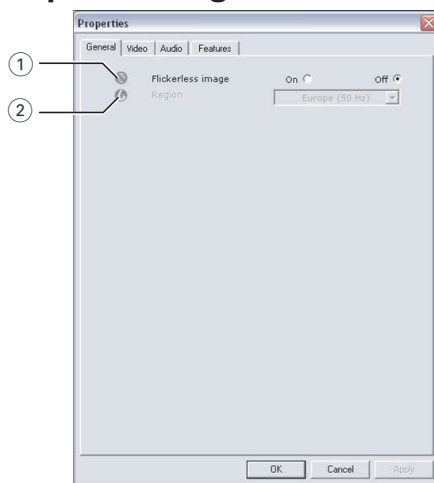 Properties
General Video Audio Features
1
Flickerless image On Off
2
Region Europe (50 Hz)
OK Cancel Apply